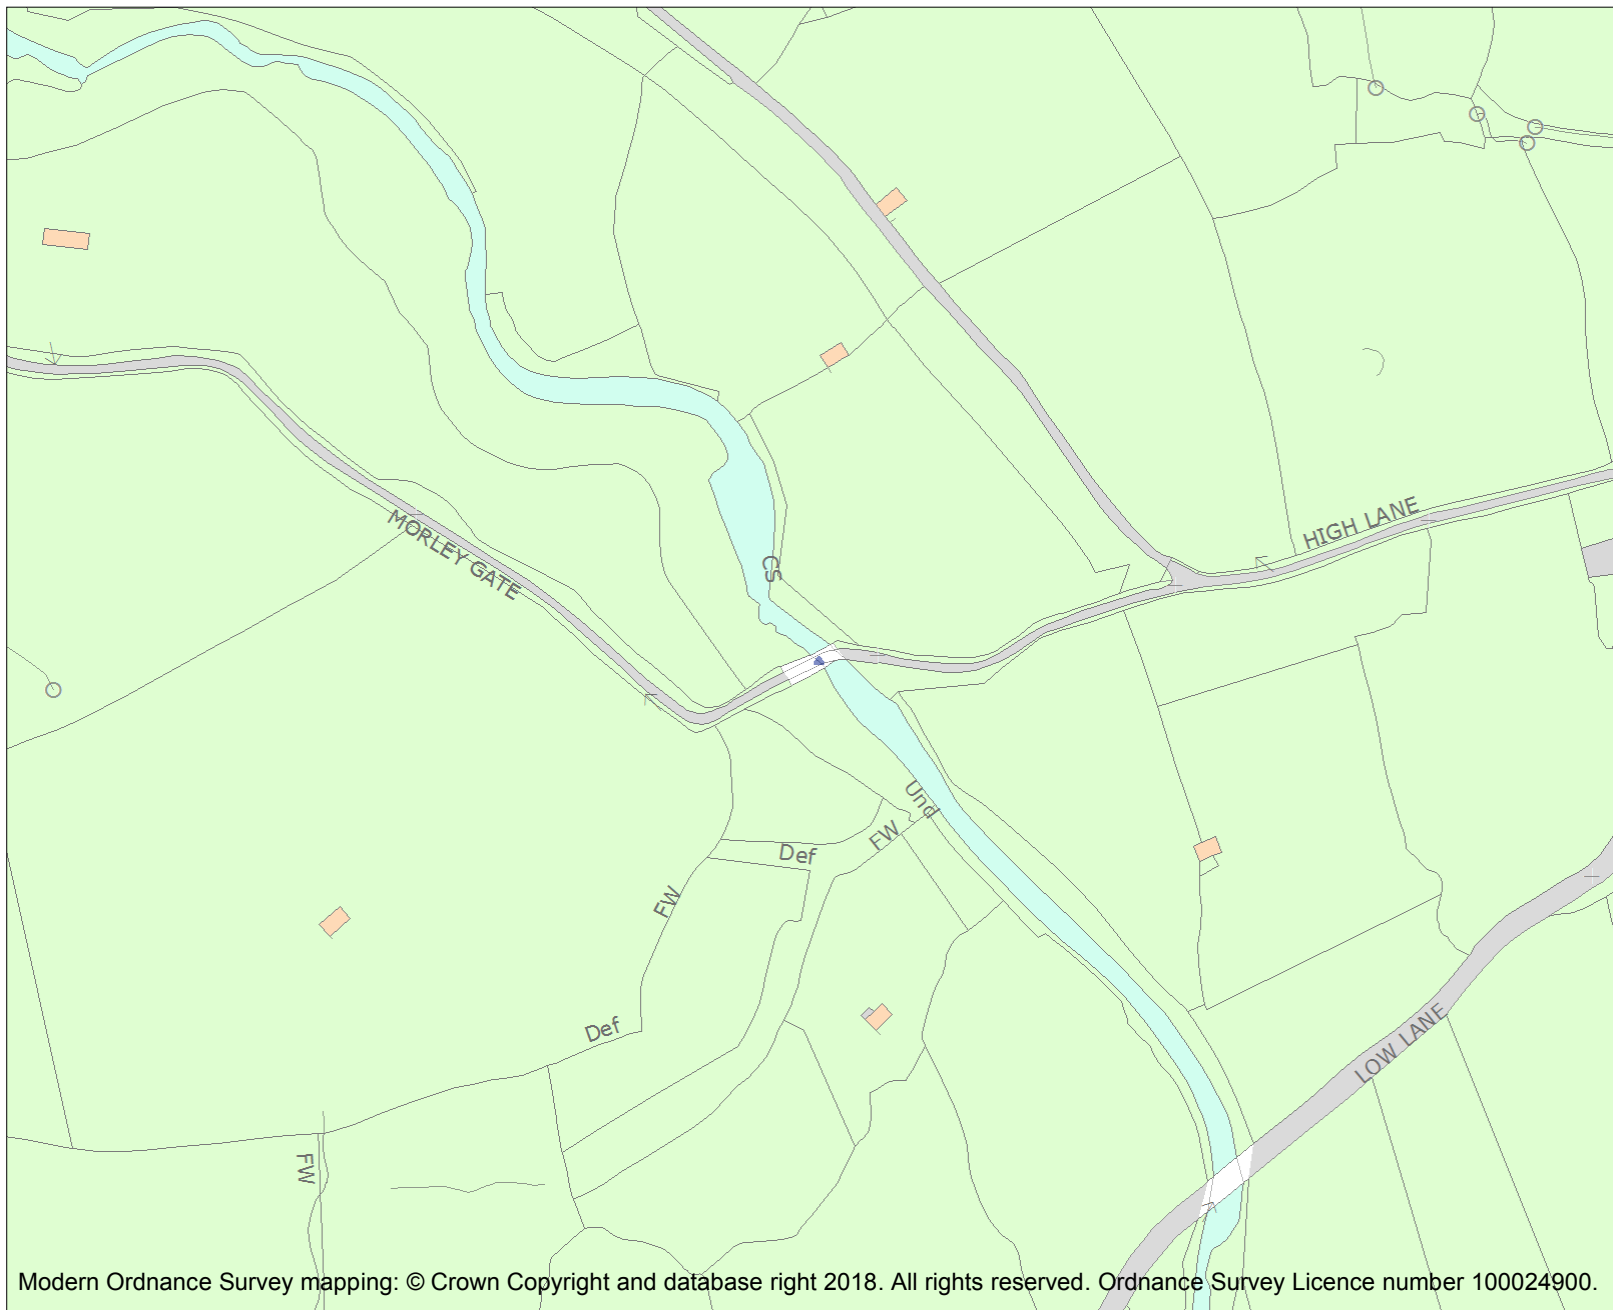 HIGH LANE
MORLEY GATE
CS
Und
FW
Def
FW
LOW LANE
Def
FW
Modern Ordnance Survey mapping: © Crown Copyright and database right 2018. All rights reserved. Ordnance Survey Licence number 100024900.